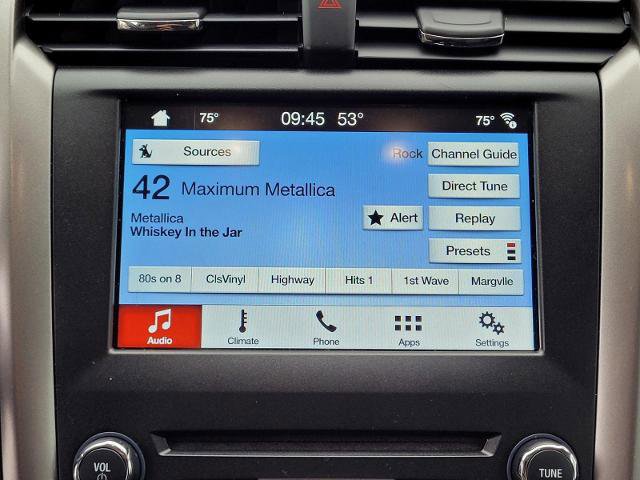 75° 09:45 53° 75°
Sources Rock Channel Guide
42 Maximum Metallica Direct Tune
Metallica Alert Replay
Whiskey In the Jar
Presets
80s on 8 ClsVinyl Highway Hits 1 1st Wave Margvlle
Audio Climate Phone Apps Settings
VOL TUNE